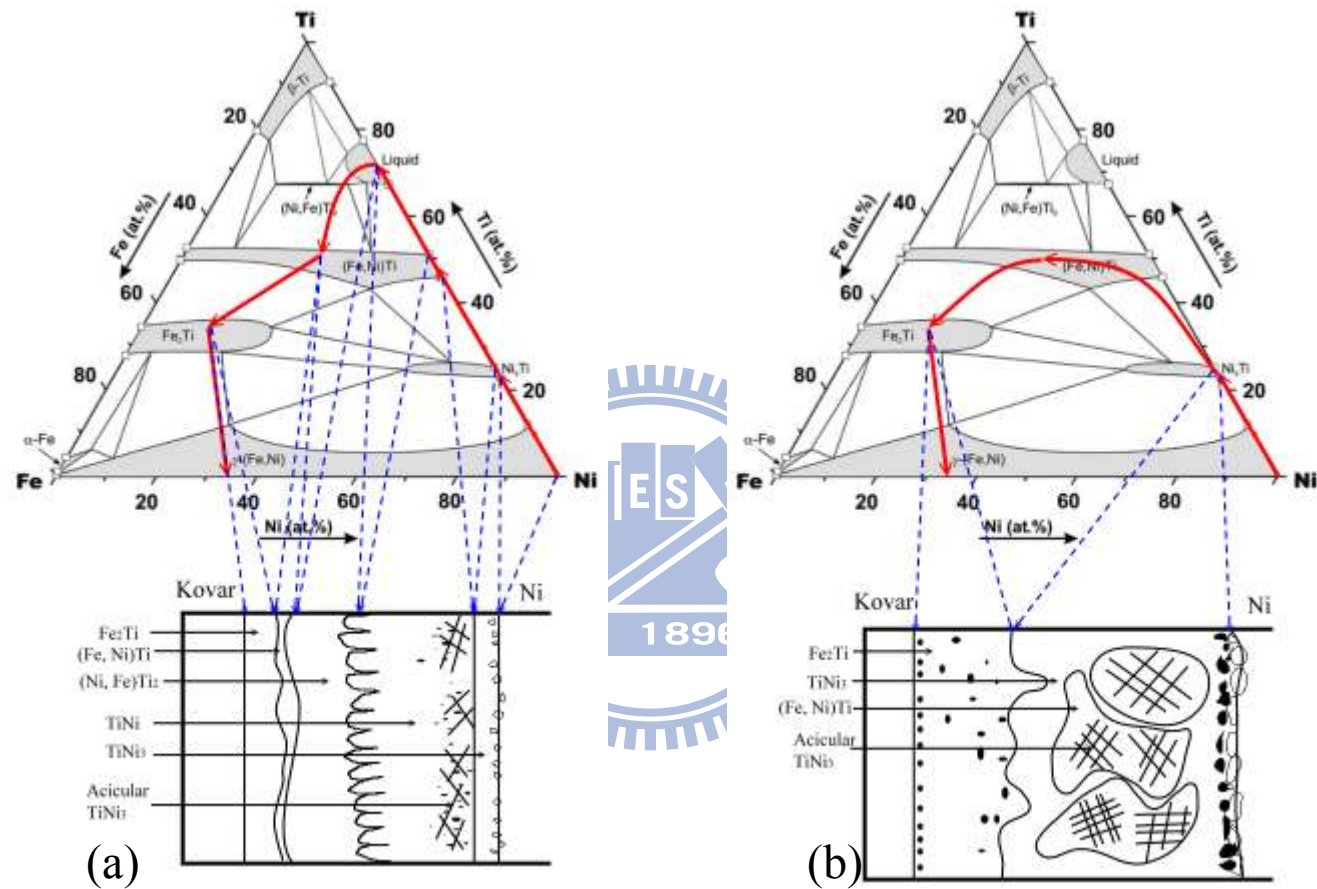 Ti
β-Ti
20
80
Liquid
Fe (at.%)
40
(Ni,Fe)Ti₂
60
Ti (at.%)
(Fe,Ni)Ti
60
40
Fe₂Ti
80
Ni₃Ti
20
α-Fe
γ-(Fe,Ni)
Fe
Ni
20
40
60
80
Ni (at.%)
Kovar
Ni
Fe₂Ti
(Fe, Ni)Ti
(Ni, Fe)Ti₂
TiNi
TiNi₃
Acicular
TiNi₃
(a)
ES
1896
Ti
β-Ti
20
80
Liquid
Fe (at.%)
40
(Ni,Fe)Ti₂
60
Ti (at.%)
(Fe,Ni)Ti
60
40
Fe₂Ti
80
Ni₃Ti
20
α-Fe
γ-(Fe,Ni)
Fe
Ni
20
40
60
80
Ni (at.%)
Kovar
Ni
Fe₂Ti
TiNi₃
(Fe, Ni)Ti
Acicular
TiNi₃
(b)